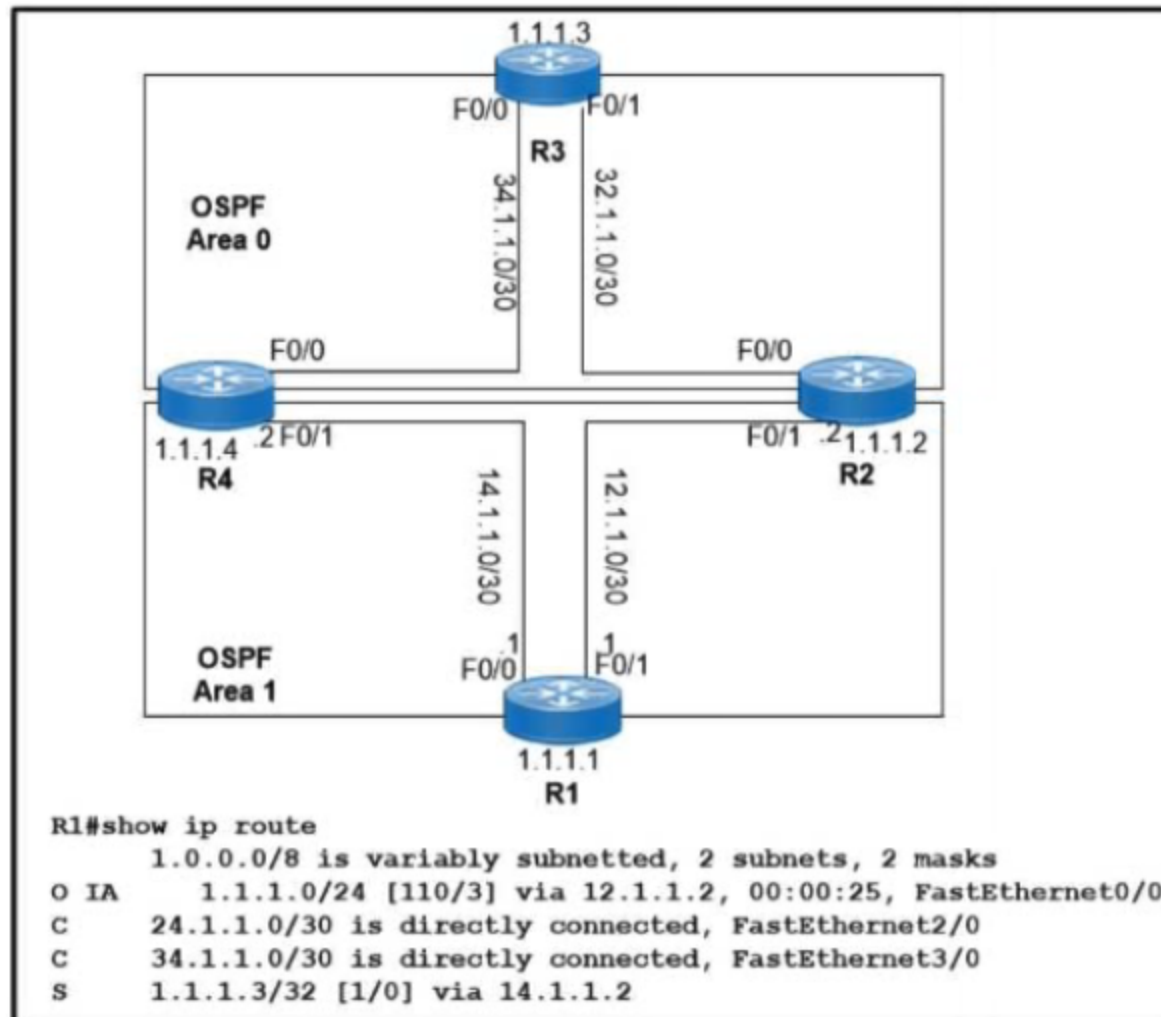 1.1.1.3
F0/0
F0/1
R3
34.1.1.0/30
32.1.1.0/30
OSPF
Area 0
F0/0
F0/0
.2 F0/1
F0/1 .2
1.1.1.4
1.1.1.2
R4
R2
14.1.1.0/30
12.1.1.0/30
.1
.1
F0/0
F0/1
OSPF
Area 1
1.1.1.1
R1
R1#show ip route
1.0.0.0/8 is variably subnetted, 2 subnets, 2 masks
O IA 1.1.1.0/24 [110/3] via 12.1.1.2, 00:00:25, FastEthernet0/0
C 24.1.1.0/30 is directly connected, FastEthernet2/0
C 34.1.1.0/30 is directly connected, FastEthernet3/0
S 1.1.1.3/32 [1/0] via 14.1.1.2